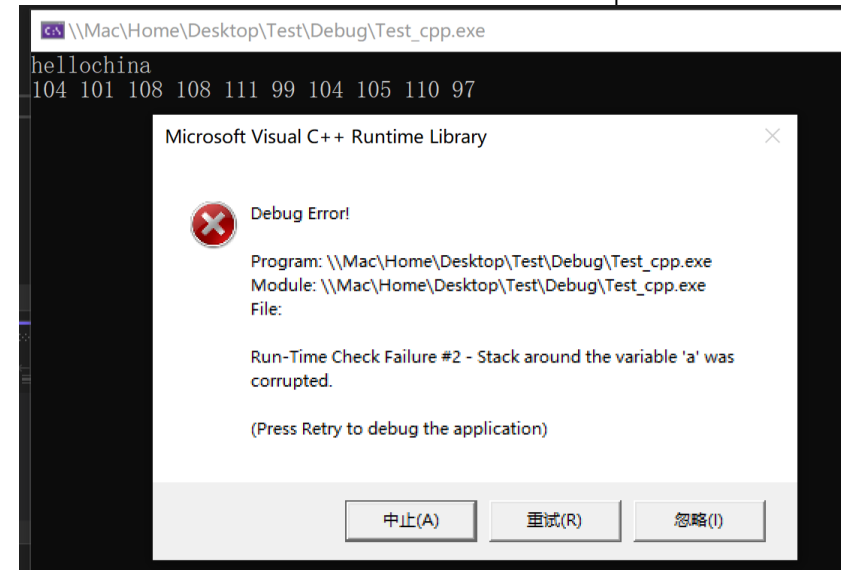 \\Mac\Home\Desktop\Test\Debug\Test_cpp.exe
hellochina
104 101 108 108 111 99 104 105 110 97
Microsoft Visual C++ Runtime Library
Debug Error!
Program: \\Mac\Home\Desktop\Test\Debug\Test_cpp.exe
Module: \\Mac\Home\Desktop\Test\Debug\Test_cpp.exe
File:
Run-Time Check Failure #2 - Stack around the variable 'a' was
corrupted.
(Press Retry to debug the application)
中止(A) 重试(R) 忽略(I)